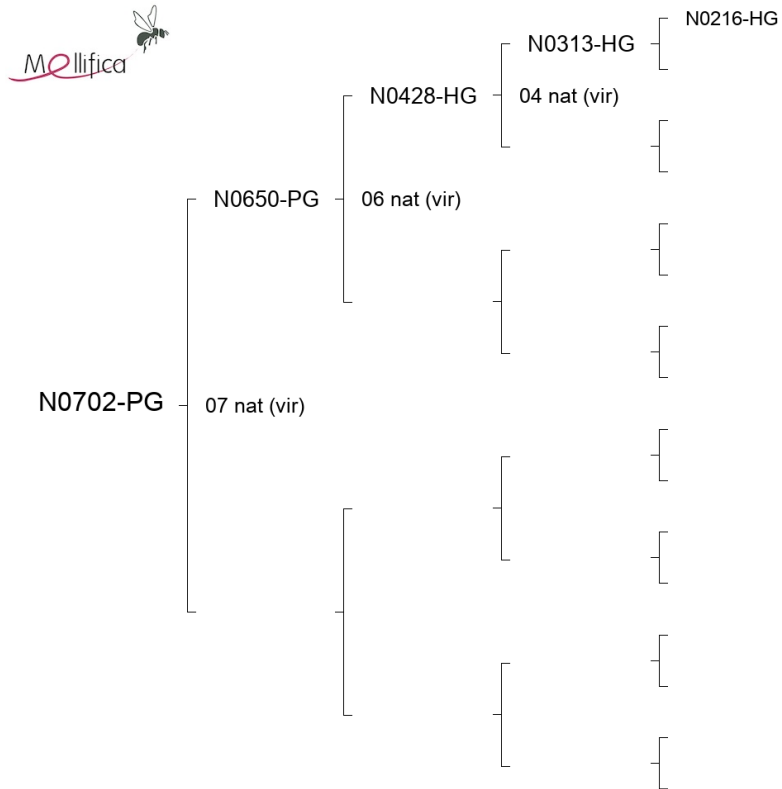 Mellifica
N0216-HG
N0313-HG
N0428-HG
04 nat (vir)
N0650-PG
06 nat (vir)
N0702-PG
07 nat (vir)